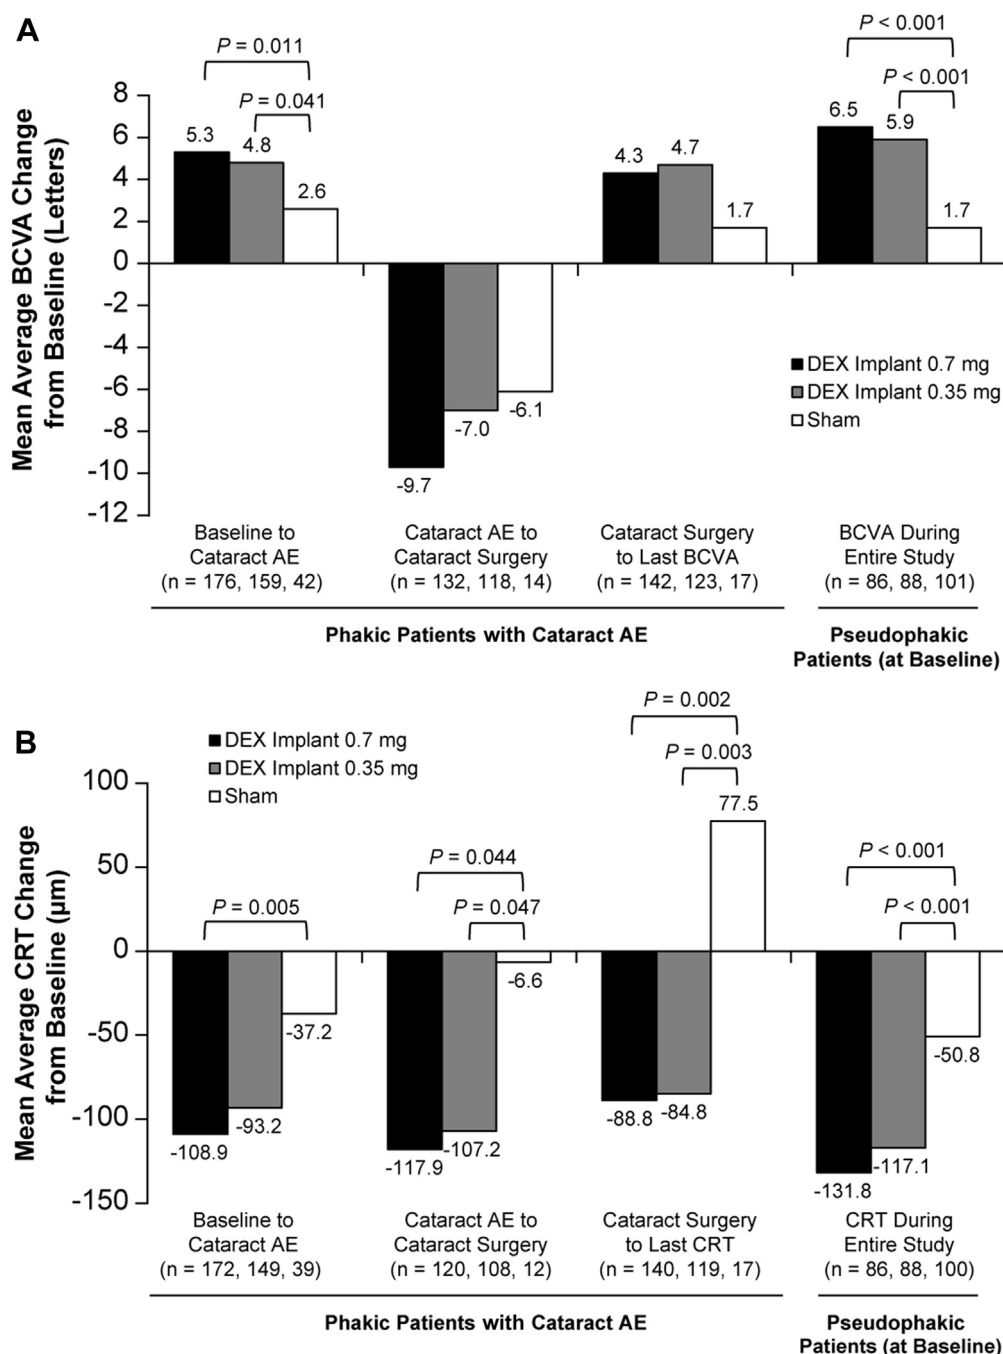 A
P = 0.011
P = 0.041
P < 0.001
P < 0.001
Mean Average BCVA Change
from Baseline (Letters)
8
6
4
2
0
-2
-4
-6
-8
-10
-12
5.3
4.8
2.6
-9.7
-7.0
-6.1
4.3
4.7
1.7
6.5
5.9
1.7
DEX Implant 0.7 mg
DEX Implant 0.35 mg
Sham
Baseline to
Cataract AE
(n = 176, 159, 42)
Cataract AE to
Cataract Surgery
(n = 132, 118, 14)
Cataract Surgery
to Last BCVA
(n = 142, 123, 17)
BCVA During
Entire Study
(n = 86, 88, 101)
Phakic Patients with Cataract AE
Pseudophakic
Patients (at Baseline)
B
DEX Implant 0.7 mg
DEX Implant 0.35 mg
Sham
P = 0.002
P = 0.003
P = 0.044
P = 0.047
P = 0.005
P < 0.001
P < 0.001
Mean Average CRT Change
from Baseline (µm)
100
50
0
-50
-100
-150
-108.9
-93.2
-37.2
-117.9
-107.2
-6.6
-88.8
-84.8
77.5
-131.8
-117.1
-50.8
Baseline to
Cataract AE
(n = 172, 149, 39)
Cataract AE to
Cataract Surgery
(n = 120, 108, 12)
Cataract Surgery
to Last CRT
(n = 140, 119, 17)
CRT During
Entire Study
(n = 86, 88, 100)
Phakic Patients with Cataract AE
Pseudophakic
Patients (at Baseline)